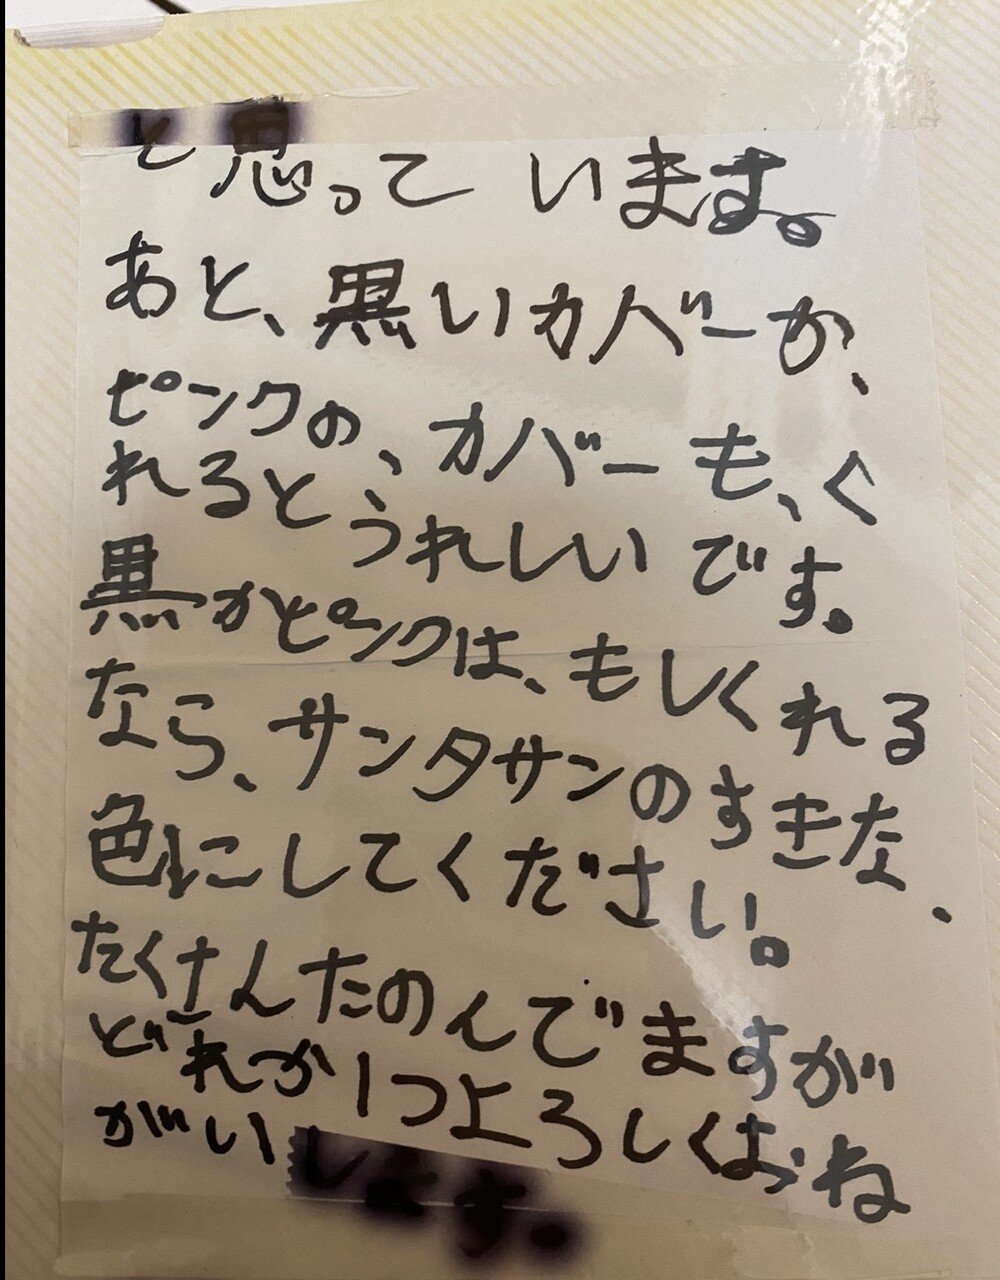 と思っています。
あと、黒いカバーか、
ピンクの、カバーも、く
れるとうれしいです。
黒かピンクは、もしくれる
なら、サンタサンのすきな、
色にしてください。
たくさんたのんでますが
どれか1つよろしくおね
がいします。